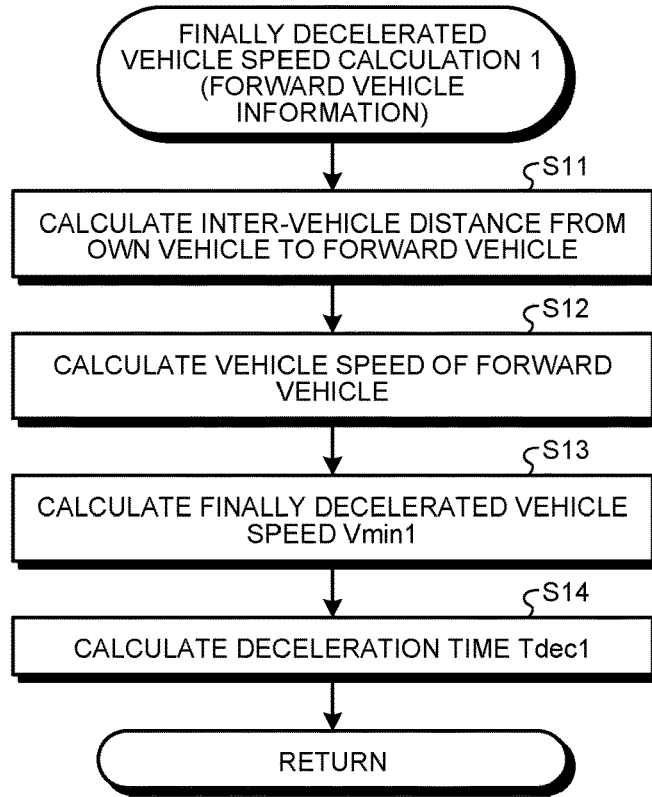 FINALLY DECELERATED
VEHICLE SPEED CALCULATION 1
(FORWARD VEHICLE
INFORMATION)
S11
CALCULATE INTER-VEHICLE DISTANCE FROM
OWN VEHICLE TO FORWARD VEHICLE
S12
CALCULATE VEHICLE SPEED OF FORWARD
VEHICLE
S13
CALCULATE FINALLY DECELERATED VEHICLE
SPEED Vmin1
S14
CALCULATE DECELERATION TIME Tdec1
RETURN